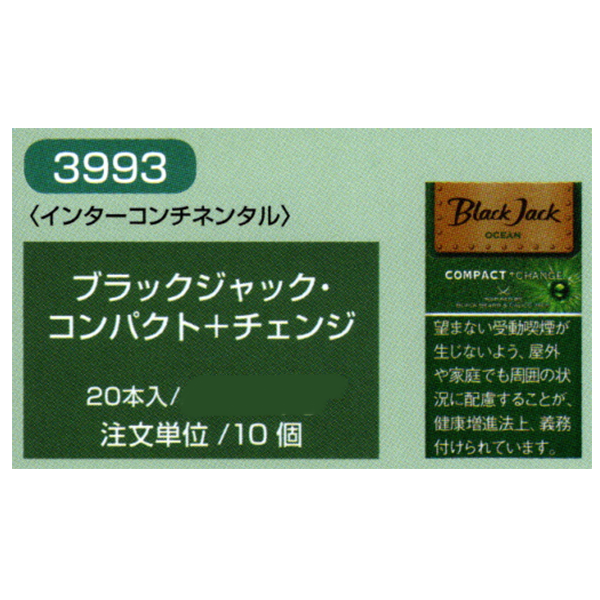 3993
〈インターコンチネンタル〉
ブラックジャック・
コンパクト＋チェンジ
20本入/
注文単位/10個
Black Jack
OCEAN
COMPACT+CHANGE
望まない受動喫煙が
生じないよう、屋外
や家庭でも周囲の状
況に配慮することが、
健康増進法上、義務
付けられています。